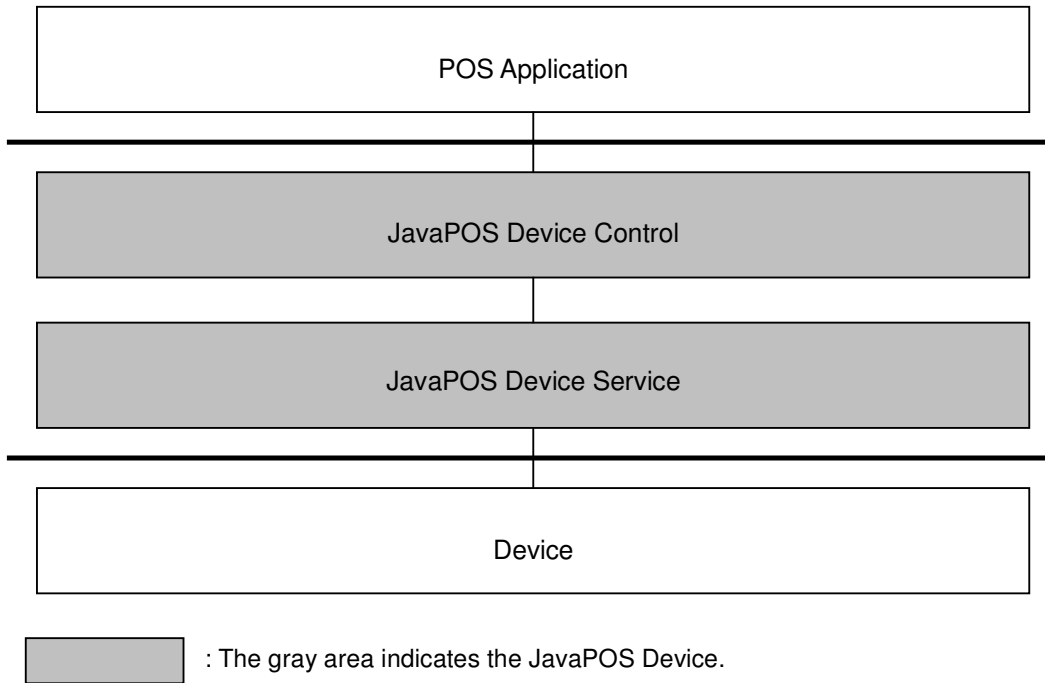 POS Application
JavaPOS Device Control
JavaPOS Device Service
Device
: The gray area indicates the JavaPOS Device.